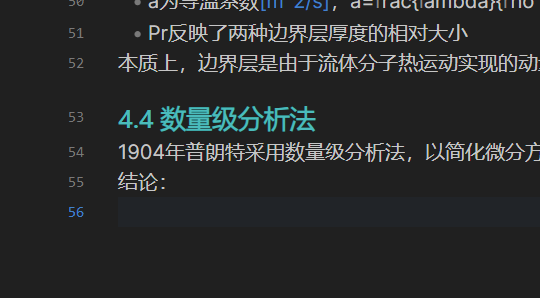 50 a为导温系数[m^2/s],a=\frac{\lambda}{\rho
51 Pr反映了两种边界层厚度的相对大小
52 本质上，边界层是由于流体分子热运动实现的动
53 4.4 数量级分析法
54 1904年普朗特采用数量级分析法，以简化微分方
55 结论：
56